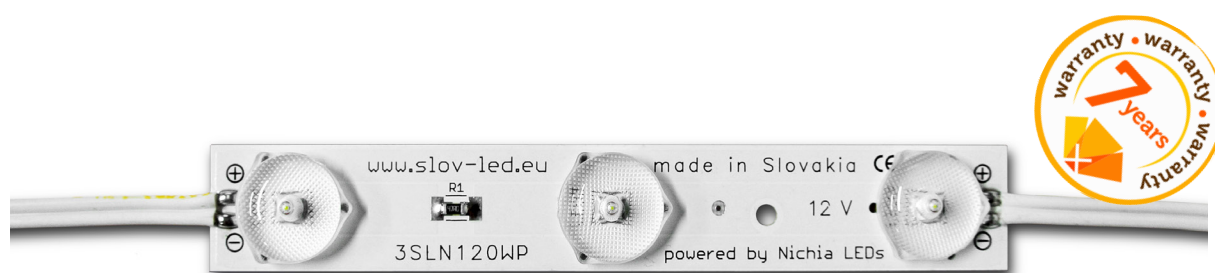 warranty • warranty • warranty
7
years
www.slov-led.eu
made in Slovakia CE
R1
12 V
3SLN120WP
powered by Nichia LEDs